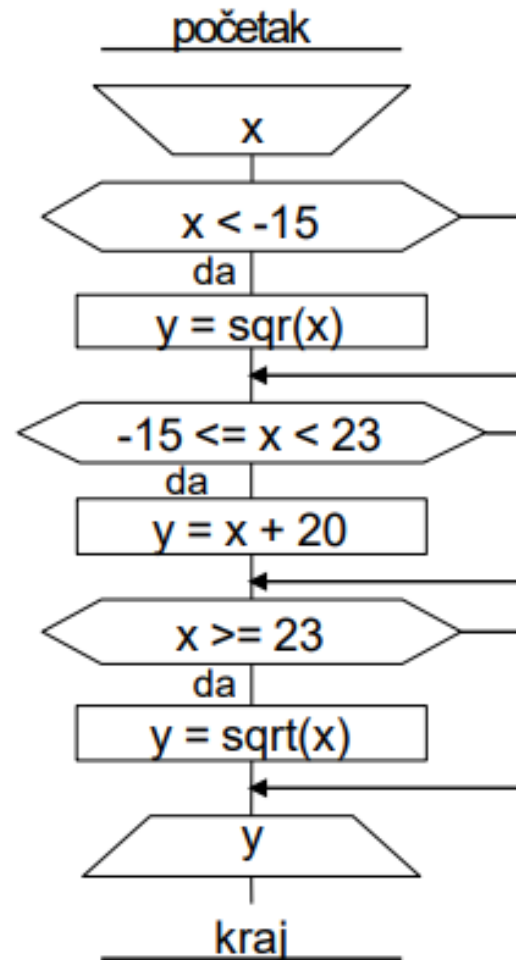 početak
x
x < -15
da
y = sqr(x)
-15 <= x < 23
da
y = x + 20
x >= 23
da
y = sqrt(x)
y
kraj